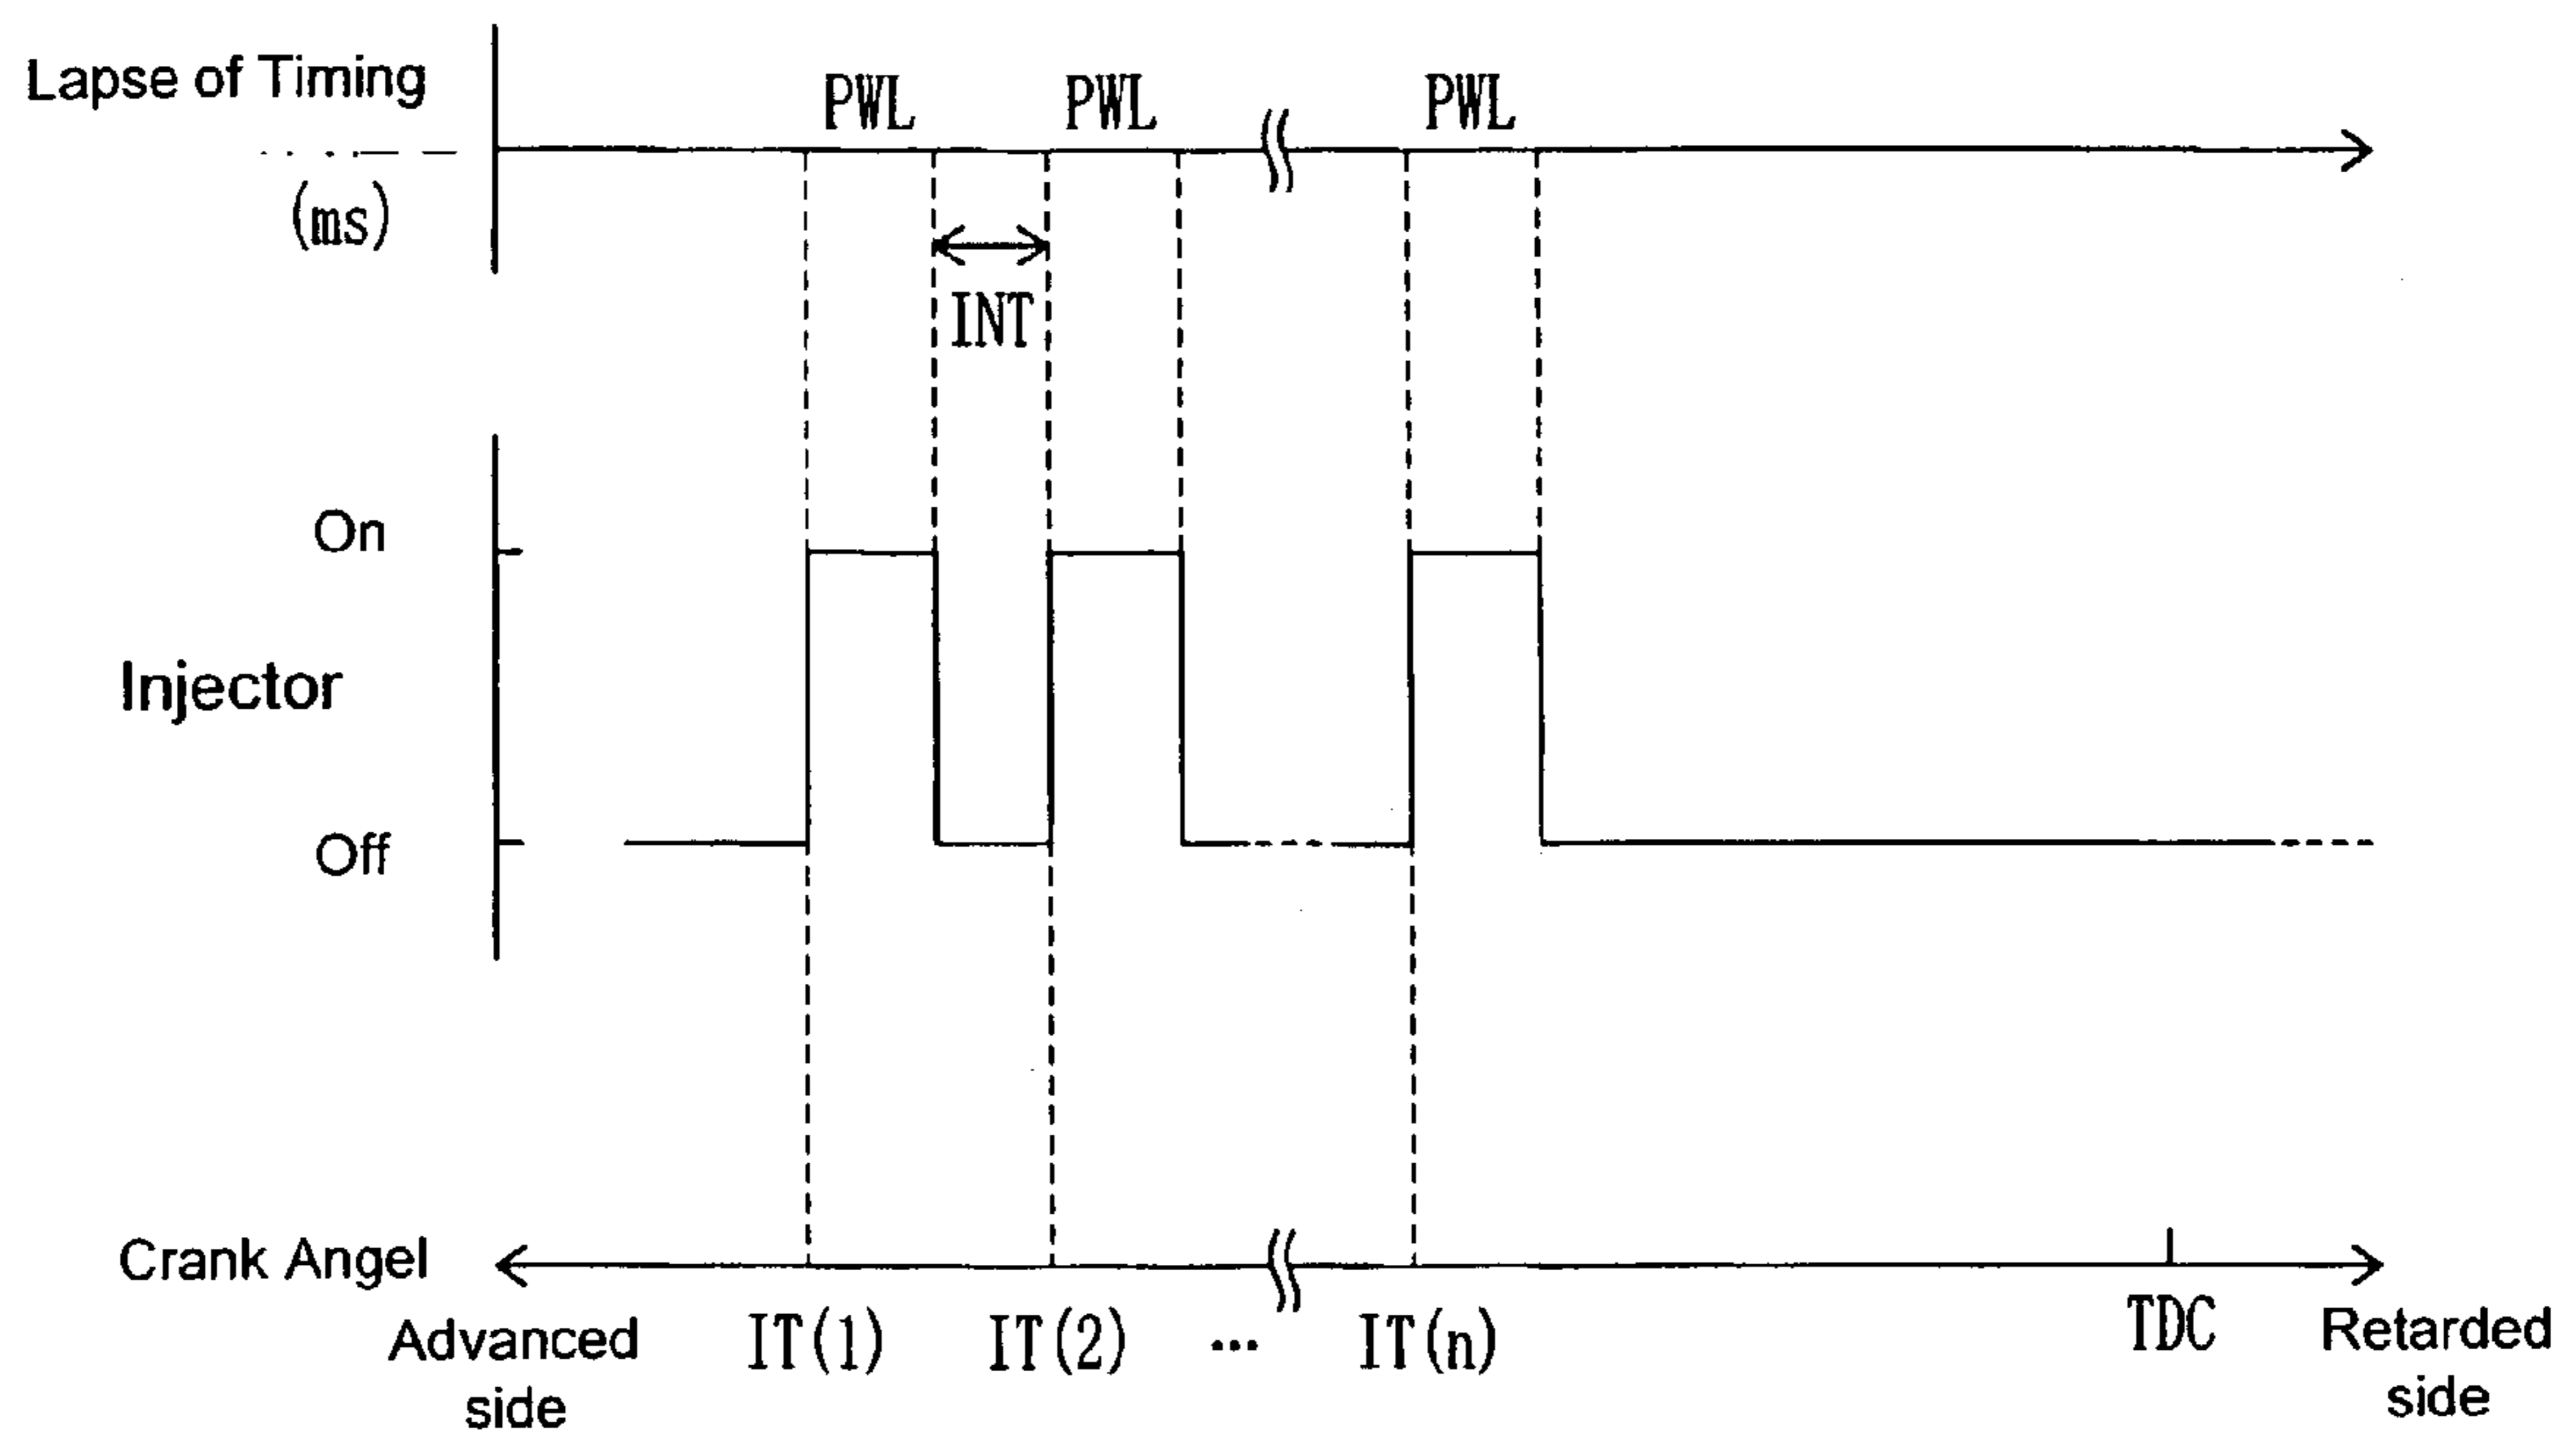 Lapse of Timing
(ms)
PWL PWL PWL
INT
On
Injector
Off
Crank Angel
Advanced side
IT(1) IT(2) ... IT(n)
TDC
Retarded side